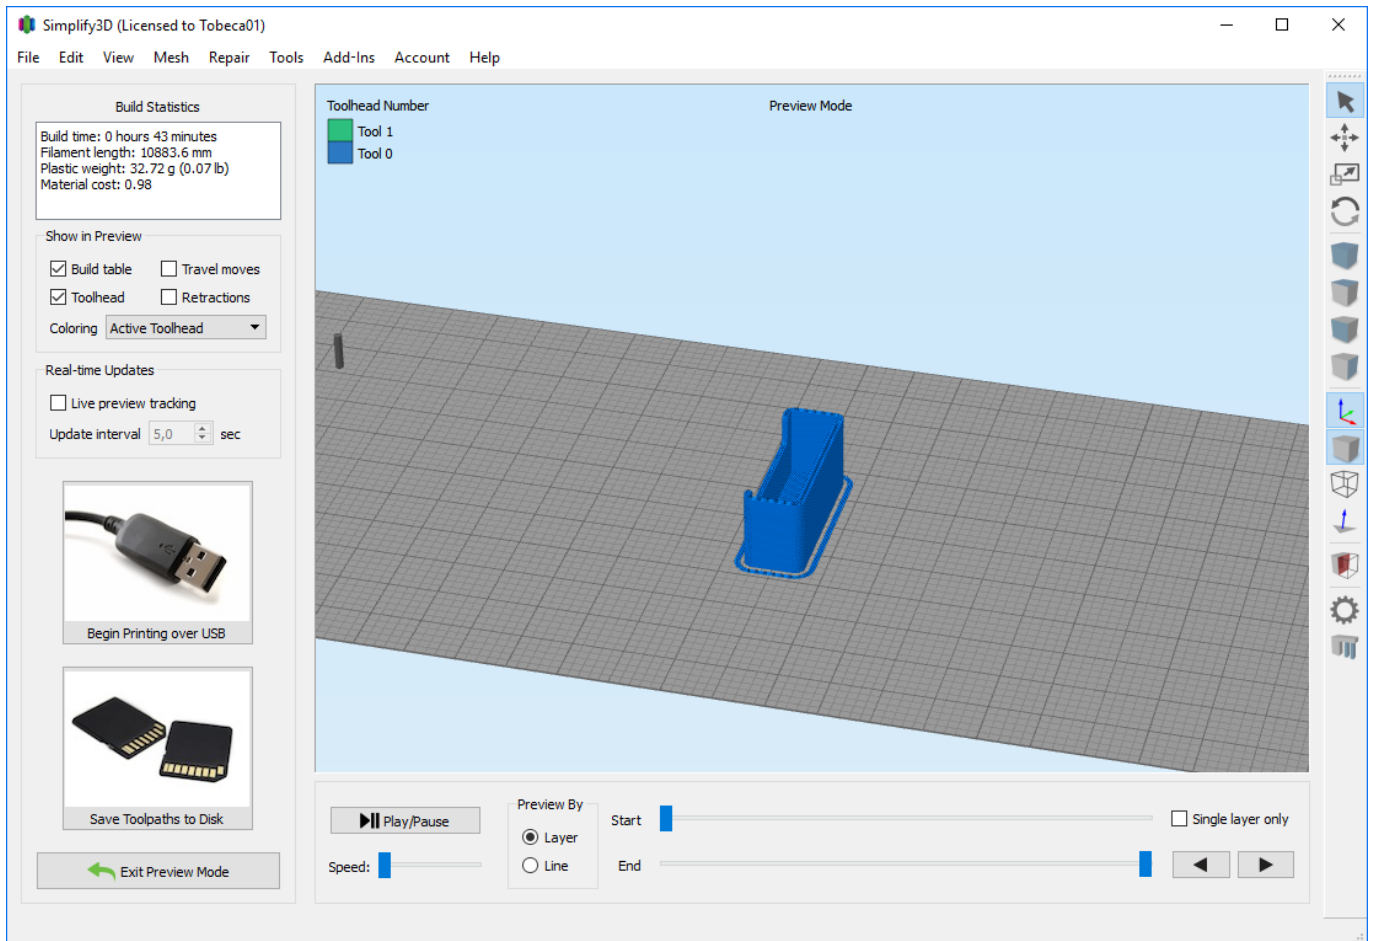 Simplify3D (Licensed to Tobeca01)
File Edit View Mesh Repair Tools Add-Ins Account Help
Build Statistics
Build time: 0 hours 43 minutes
Filament length: 10883.6 mm
Plastic weight: 32.72 g (0.07 lb)
Material cost: 0.98
Show in Preview
Build table Travel moves
Toolhead Retractions
Coloring Active Toolhead
Real-time Updates
Live preview tracking
Update interval 5,0 sec
Begin Printing over USB
Save Toolpaths to Disk
Exit Preview Mode
Toolhead Number
Tool 1
Tool 0
Preview Mode
Play/Pause
Speed:
Preview By
Layer
Line
Start
End
Single layer only